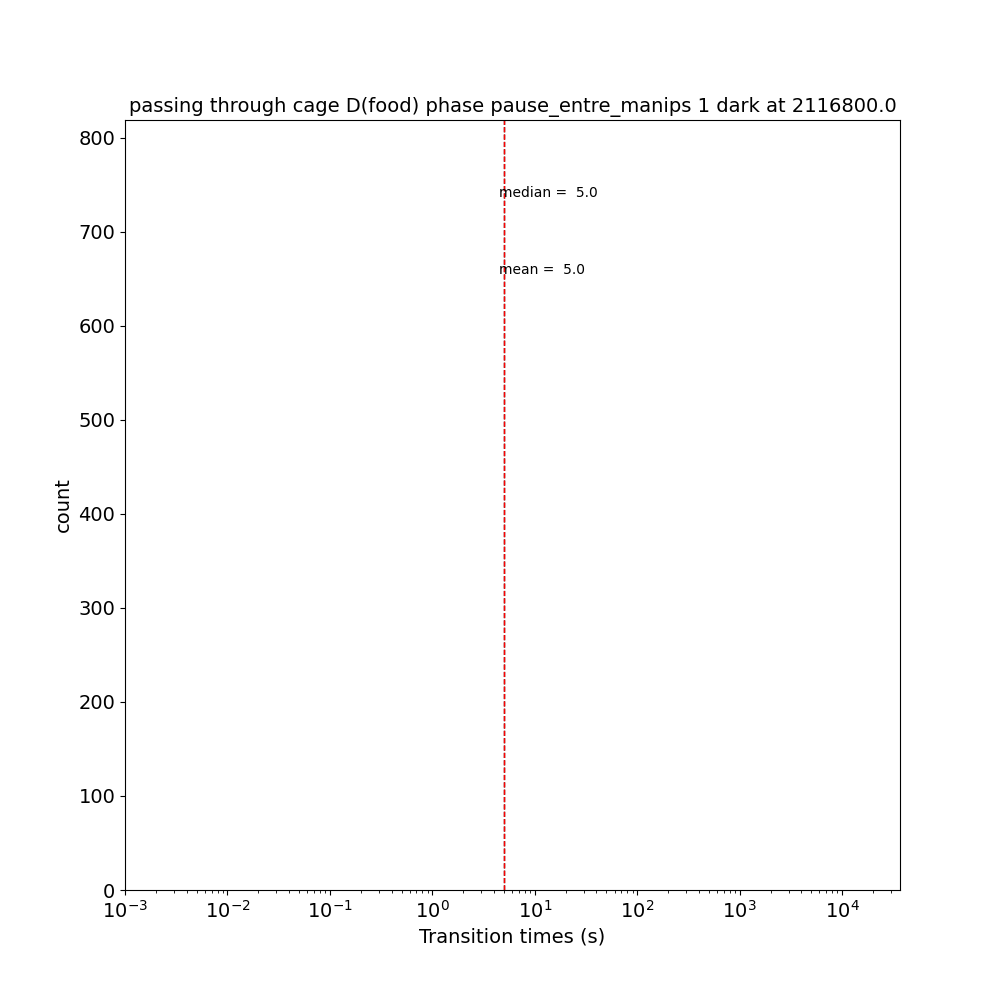 passing through cage D(food) phase pause_entre_manips 1 dark at 2116800.0
800
median =  5.0
700
mean =  5.0
600
500
400
300
200
100
0
count
10⁻³ 10⁻² 10⁻¹ 10⁰ 10¹ 10² 10³ 10⁴
Transition times (s)